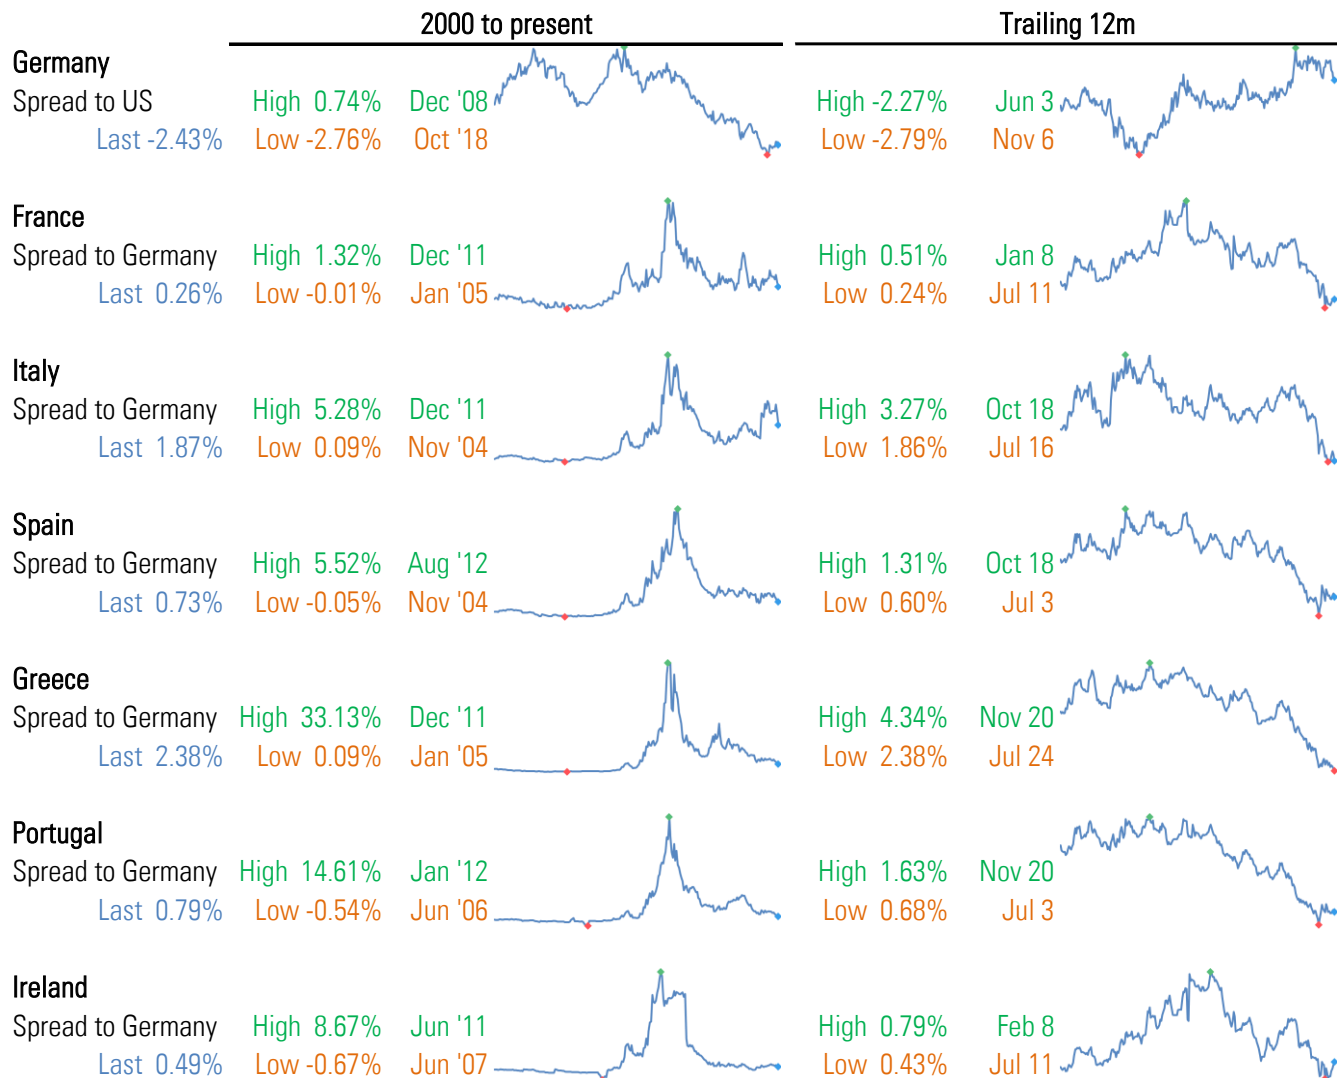 2000 to present Trailing 12m
Germany
Spread to US High 0.74% Dec '08 High -2.27% Jun 3
Last -2.43% Low -2.76% Oct '18 Low -2.79% Nov 6
France
Spread to Germany High 1.32% Dec '11 High 0.51% Jan 8
Last 0.26% Low -0.01% Jan '05 Low 0.24% Jul 11
Italy
Spread to Germany High 5.28% Dec '11 High 3.27% Oct 18
Last 1.87% Low 0.09% Nov '04 Low 1.86% Jul 16
Spain
Spread to Germany High 5.52% Aug '12 High 1.31% Oct 18
Last 0.73% Low -0.05% Nov '04 Low 0.60% Jul 3
Greece
Spread to Germany High 33.13% Dec '11 High 4.34% Nov 20
Last 2.38% Low 0.09% Jan '05 Low 2.38% Jul 24
Portugal
Spread to Germany High 14.61% Jan '12 High 1.63% Nov 20
Last 0.79% Low -0.54% Jun '06 Low 0.68% Jul 3
Ireland
Spread to Germany High 8.67% Jun '11 High 0.79% Feb 8
Last 0.49% Low -0.67% Jun '07 Low 0.43% Jul 11